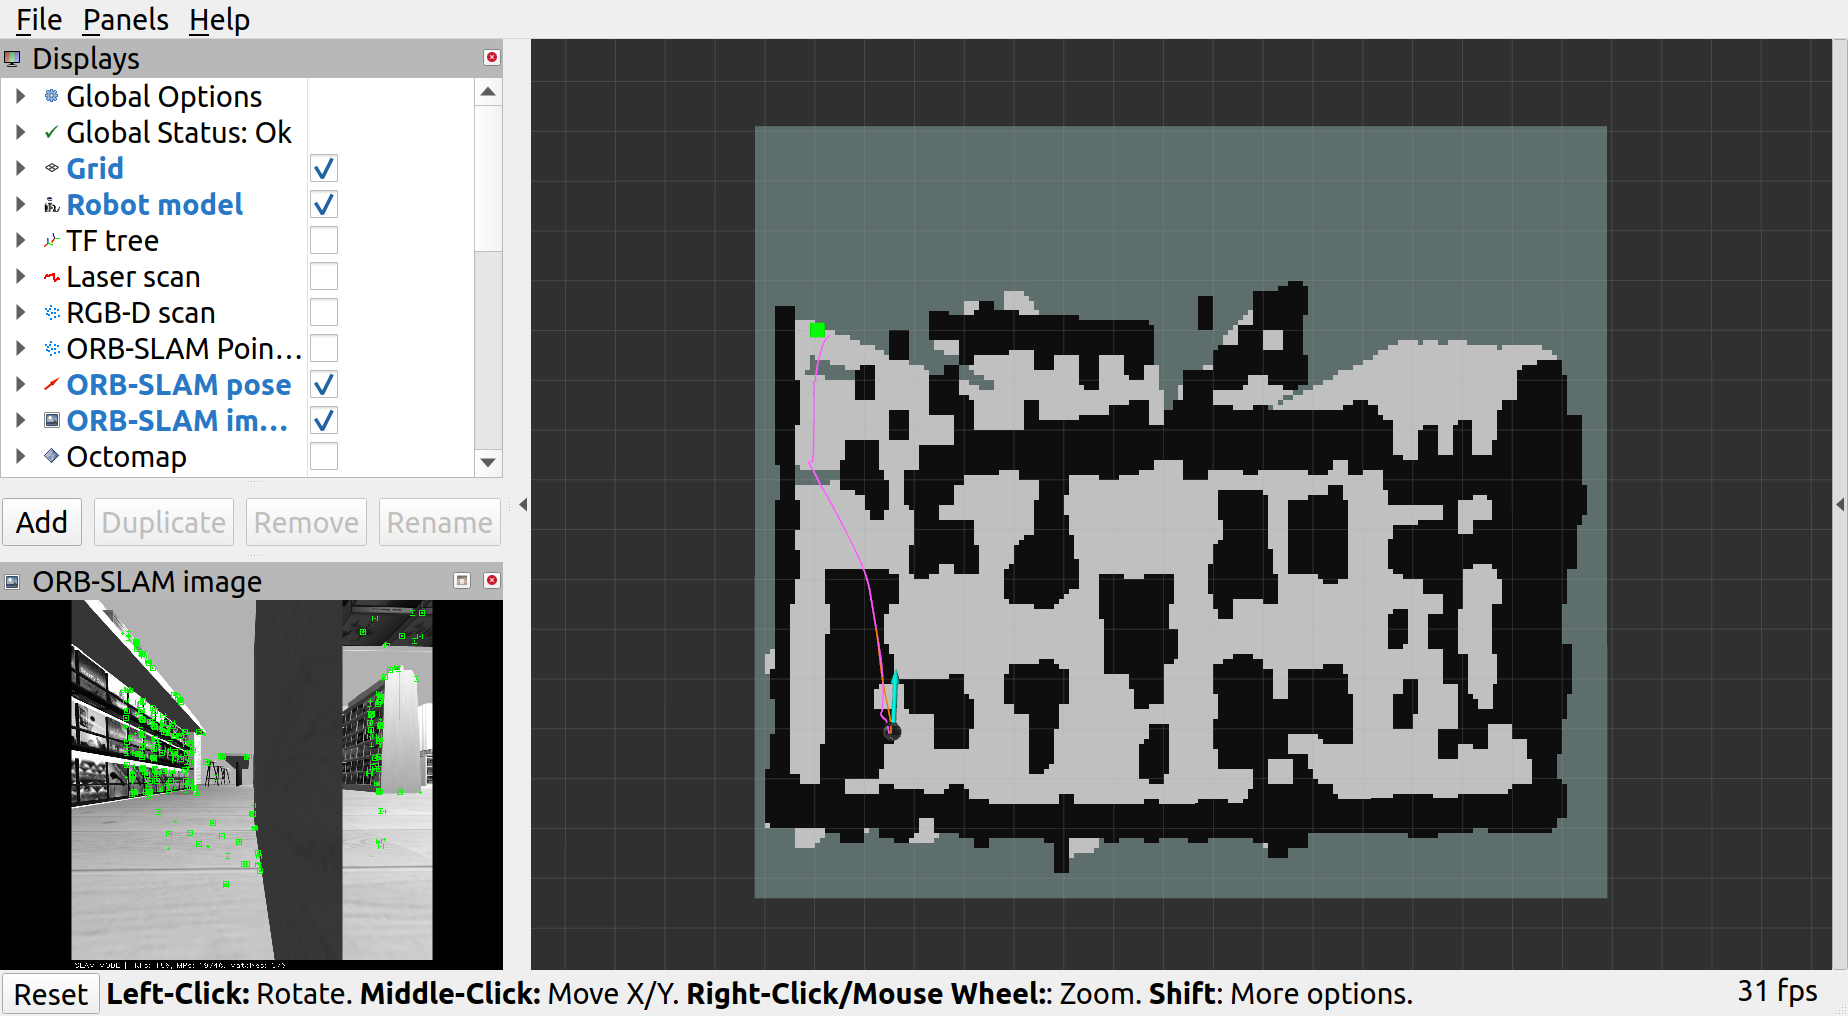 File Panels Help
Displays
Global Options
Global Status: Ok
Grid
Robot model
TF tree
Laser scan
RGB-D scan
ORB-SLAM Poin...
ORB-SLAM pose
ORB-SLAM im...
Octomap
Add Duplicate Remove Rename
ORB-SLAM image
SLAM MODE |
Reset Left-Click: Rotate. Middle-Click: Move X/Y. Right-Click/Mouse Wheel:: Zoom. Shift: More options. 31 fps